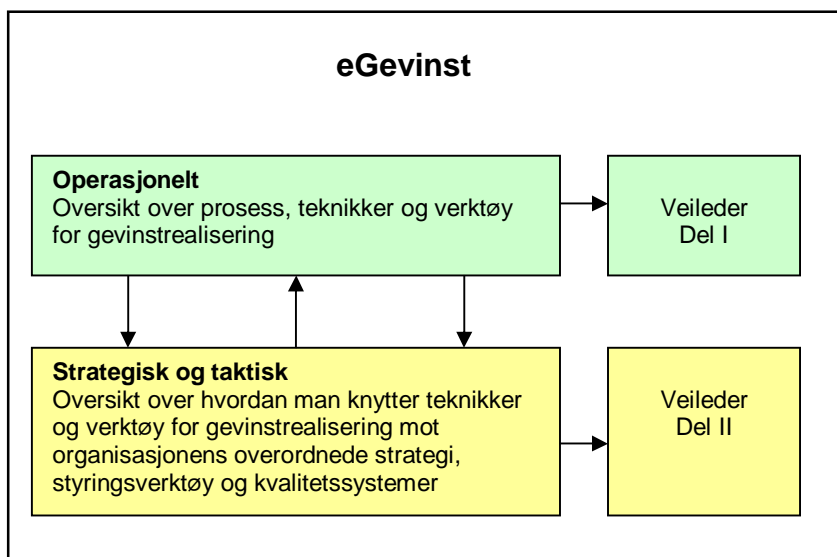 eGevinst
Operasjonelt
Oversikt over prosess, teknikker og verktøy
for gevinstrealisering
Veileder
Del I
Strategisk og taktisk
Oversikt over hvordan man knytter teknikker
og verktøy for gevinstrealisering mot
organisasjonens overordnede strategi,
styringsverktøy og kvalitetssystemer
Veileder
Del II